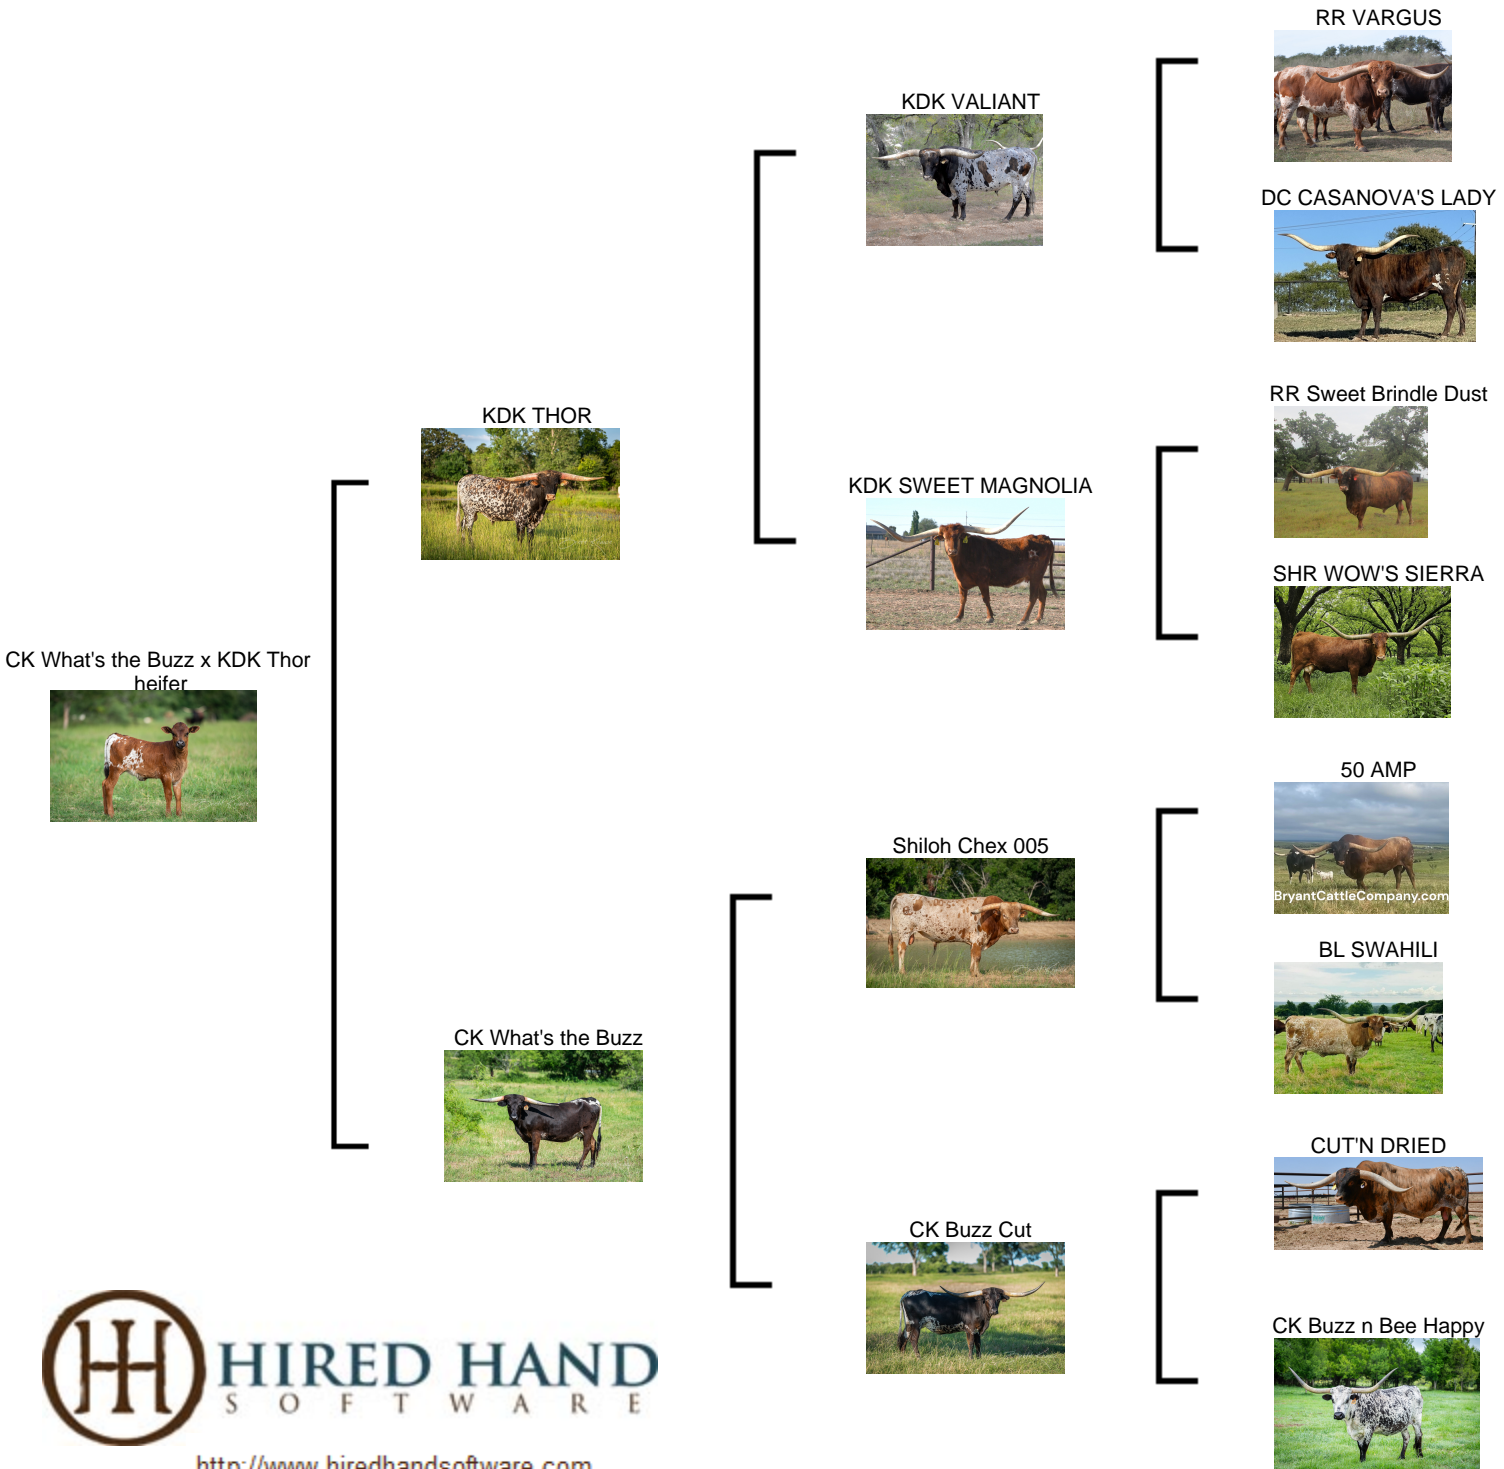 RR VARGUS
KDK VALIANT
DC CASANOVA'S LADY
RR Sweet Brindle Dust
KDK THOR
KDK SWEET MAGNOLIA
SHR WOW'S SIERRA
CK What's the Buzz x KDK Thor
heifer
50 AMP
Shiloh Chex 005
BryantCattleCompany.com
BL SWAHILI
CK What's the Buzz
CUT'N DRIED
CK Buzz Cut
CK Buzz n Bee Happy
HIRED HAND
SOFTWARE
http://www.hiredhandsoftware.com